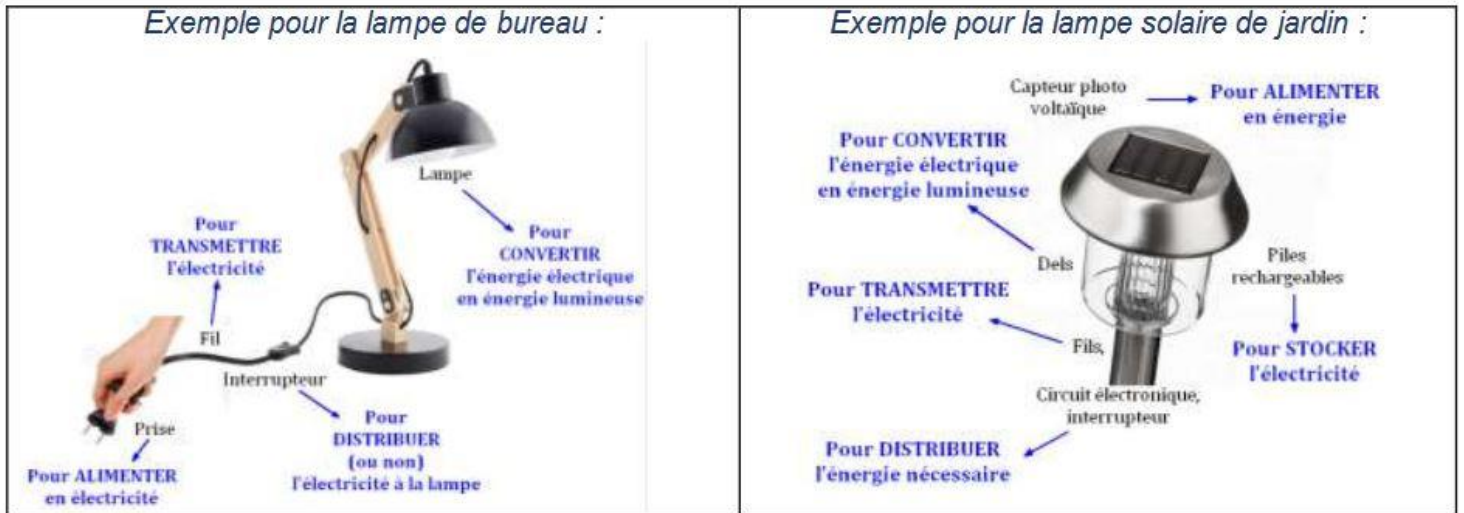 Exemple pour la lampe de bureau :
Lampe
Pour
CONVERTIR
l'énergie électrique
en énergie lumineuse
Pour
TRANSMETTRE
l'électricité
Fil
Interrupteur
Pour
DISTRIBUER
(ou non)
l'électricité à la lampe
Prise
Pour ALIMENTER
en électricité
Exemple pour la lampe solaire de jardin :
Capteur photo
voltaïque
Pour ALIMENTER
en énergie
Pour CONVERTIR
l'énergie électrique
en énergie lumineuse
Dels
Piles
rechargeables
Pour TRANSMETTRE
l'électricité
Fils,
Pour STOCKER
l'électricité
Circuit électronique,
interrupteur
Pour DISTRIBUER
l'énergie nécessaire